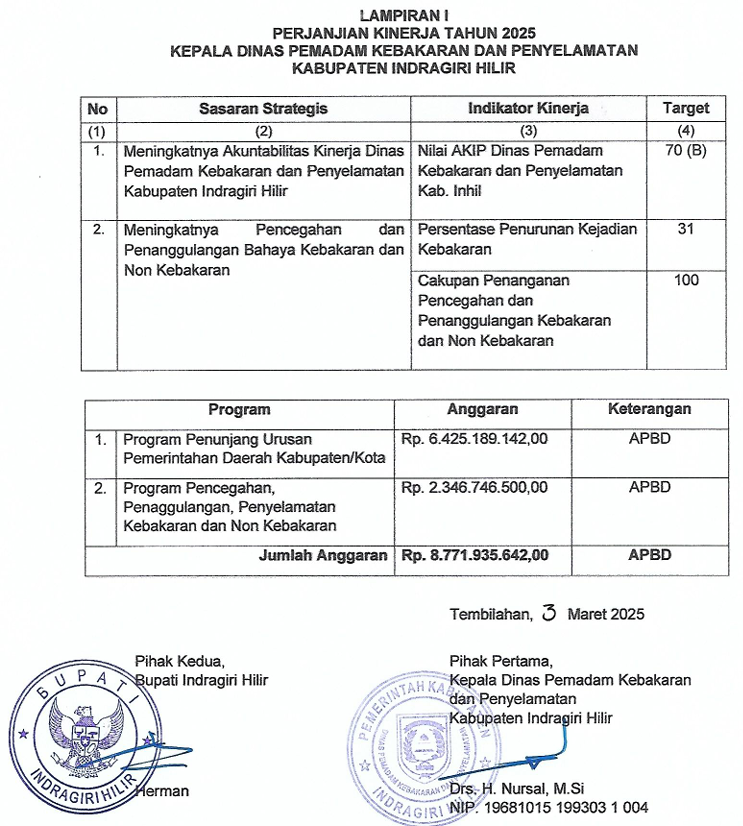 LAMPIRAN I
PERJANJIAN KINERJA TAHUN 2025
KEPALA DINAS PEMADAM KEBAKARAN DAN PENYELAMATAN
KABUPATEN INDRAGIRI HILIR
No Sasaran Strategis Indikator Kinerja Target
(1) (2) (3) (4)
1. Meningkatnya Akuntabilitas Kinerja Dinas Nilai AKIP Dinas Pemadam 70 (B)
Pemadam Kebakaran dan Penyelamatan Kebakaran dan Penyelamatan
Kabupaten Indragiri Hilir Kab. Inhil
2. Meningkatnya Pencegahan dan Persentase Penurunan Kejadian 31
Penanggulangan Bahaya Kebakaran dan Kebakaran
Non Kebakaran
Cakupan Penanganan 100
Pencegahan dan
Penanggulangan Kebakaran
dan Non Kebakaran
Program Anggaran Keterangan
1. Program Penunjang Urusan Rp. 6.425.189.142,00 APBD
Pemerintahan Daerah Kabupaten/Kota
2. Program Pencegahan, Rp. 2.346.746.500,00 APBD
Penaggulangan, Penyelamatan
Kebakaran dan Non Kebakaran
Jumlah Anggaran Rp. 8.771.935.642,00 APBD
Tembilahan, 3 Maret 2025
Pihak Kedua,
Bupati Indragiri Hilir
BUPATI
INDRAGIRI HILIR
Herman
Pihak Pertama,
Kepala Dinas Pemadam Kebakaran
dan Penyelamatan
Kabupaten Indragiri Hilir
PEMERINTAH KABUPATEN
DINAS PEMADAM KEBAKARAN DAN PENYELAMATAN
INDRAGIRI HILIR
Drs. H. Nursal, M.Si
NIP. 19681015 199303 1 004